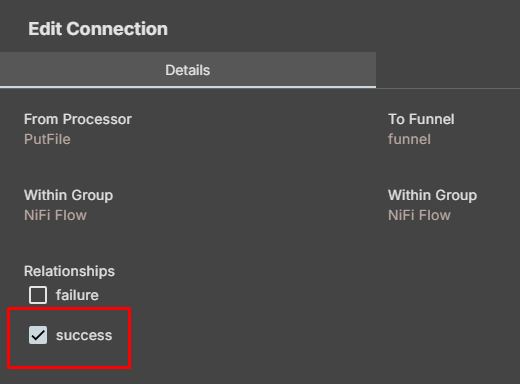 Edit Connection
Details
From Processor
PutFile
To Funnel
funnel
Within Group
NiFi Flow
Within Group
NiFi Flow
Relationships
failure
success